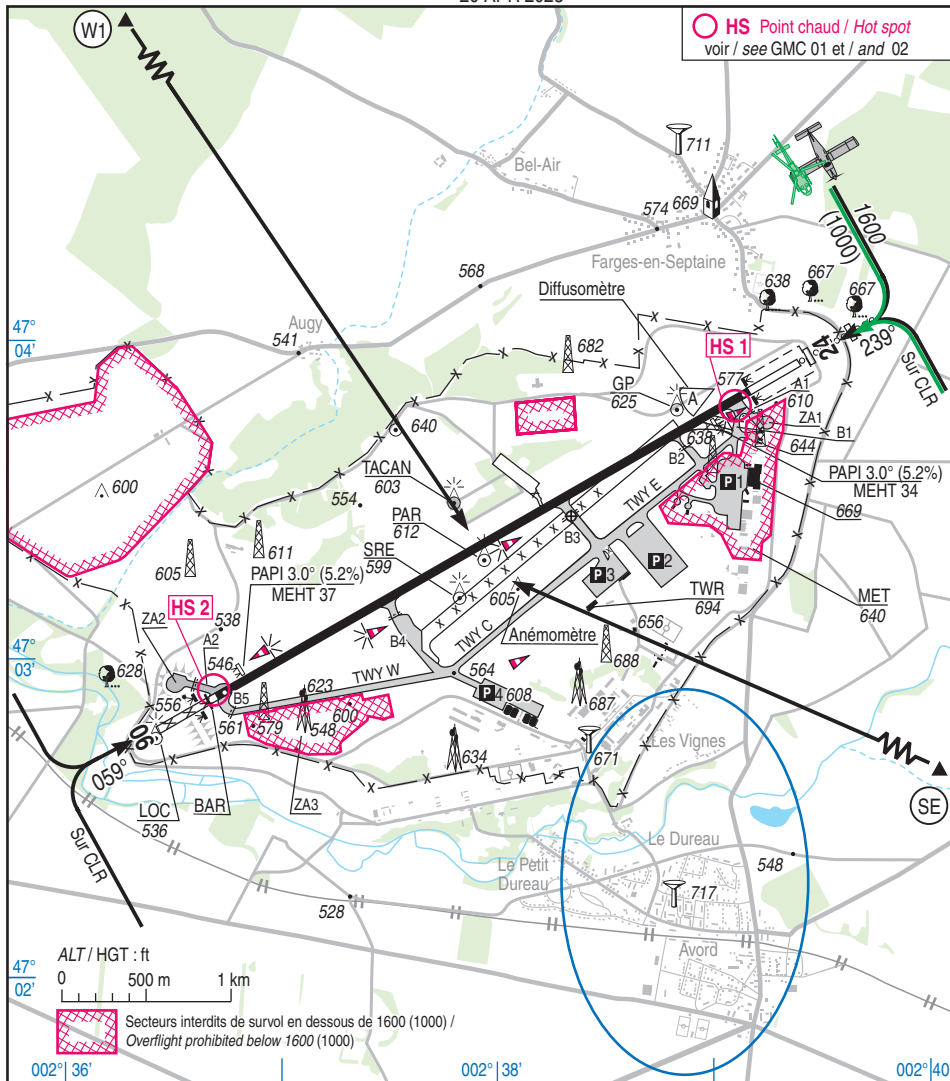 W1
HS Point chaud / Hot spot
voir / see GMC 01 et / and 02
711
Bel-Air
669
574
1600
(1000)
Farges-en-Septaine
568
Diffusomètre
638
667
667
Augy
541
47°
04'
682
HS 1
24
239°
Sur CLR
577
A1
610
GP
625
A
ZA1
B1
640
638
644
B2
TACAN
603
PAPI 3.0° (5.2%)
MEHT 34
P1
TWY E
600
554
PAR
612
669
B3
SRE
599
611
605
PAPI 3.0° (5.2%)
MEHT 37
P3
P2
605
TWR
694
MET
640
HS 2
ZA2
A2
538
TWY C
Anémomètre
656
47°
03'
546
B4
688
628
TWY W
564
556
B5
623
P4
608
687
600
561
579
548
06
059°
671
Les Vignes
634
LOC
536
BAR
ZA3
SE
Sur CLR
Le Dureau
548
Le Petit
Dureau
717
528
Avord
ALT / HGT : ft
47°
02'
0 500 m 1 km
Secteurs interdits de survol en dessous de 1600 (1000) /
Overflight prohibited below 1600 (1000)
002° 36'
002° 38'
002° 40'